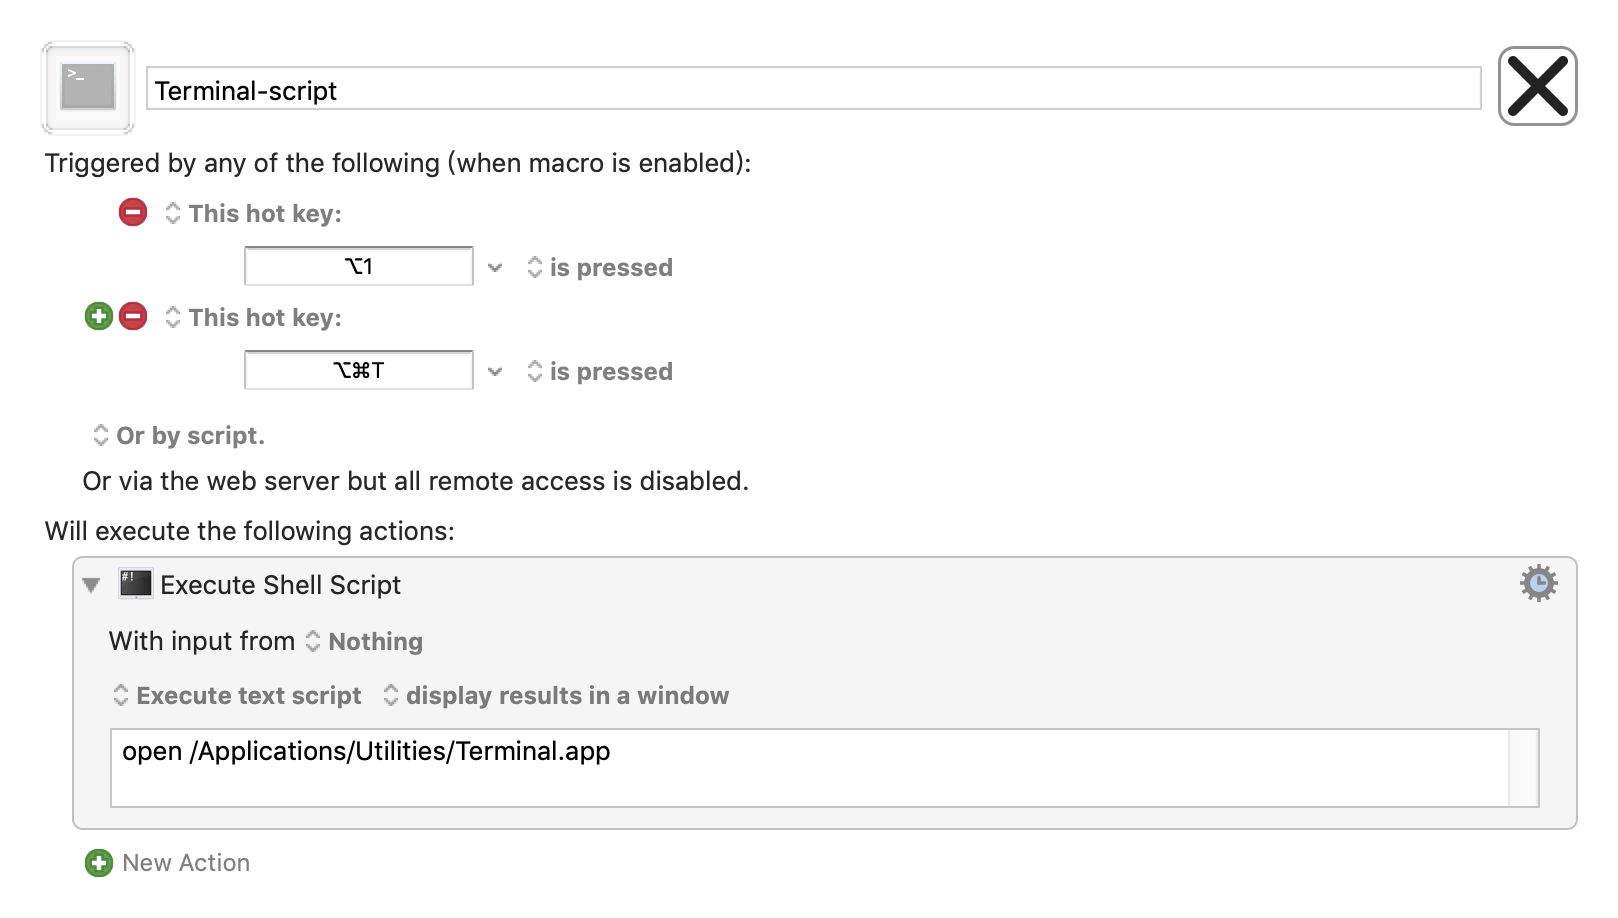 >_
Terminal-script
Triggered by any of the following (when macro is enabled):
This hot key:
⌥1
is pressed
This hot key:
⌥⌘T
is pressed
Or by script.
Or via the web server but all remote access is disabled.
Will execute the following actions:
#! Execute Shell Script
With input from Nothing
Execute text script display results in a window
open /Applications/Utilities/Terminal.app
New Action